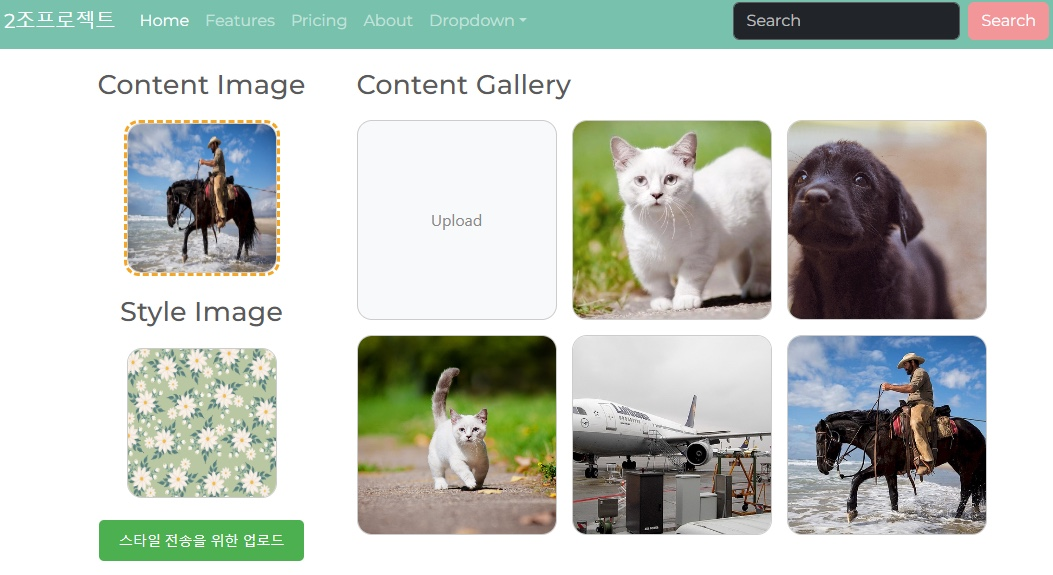 2조프로젝트 Home Features Pricing About Dropdown Search Search
Content Image
Content Gallery
Upload
Lufthansa
Style Image
스타일 전송을 위한 업로드